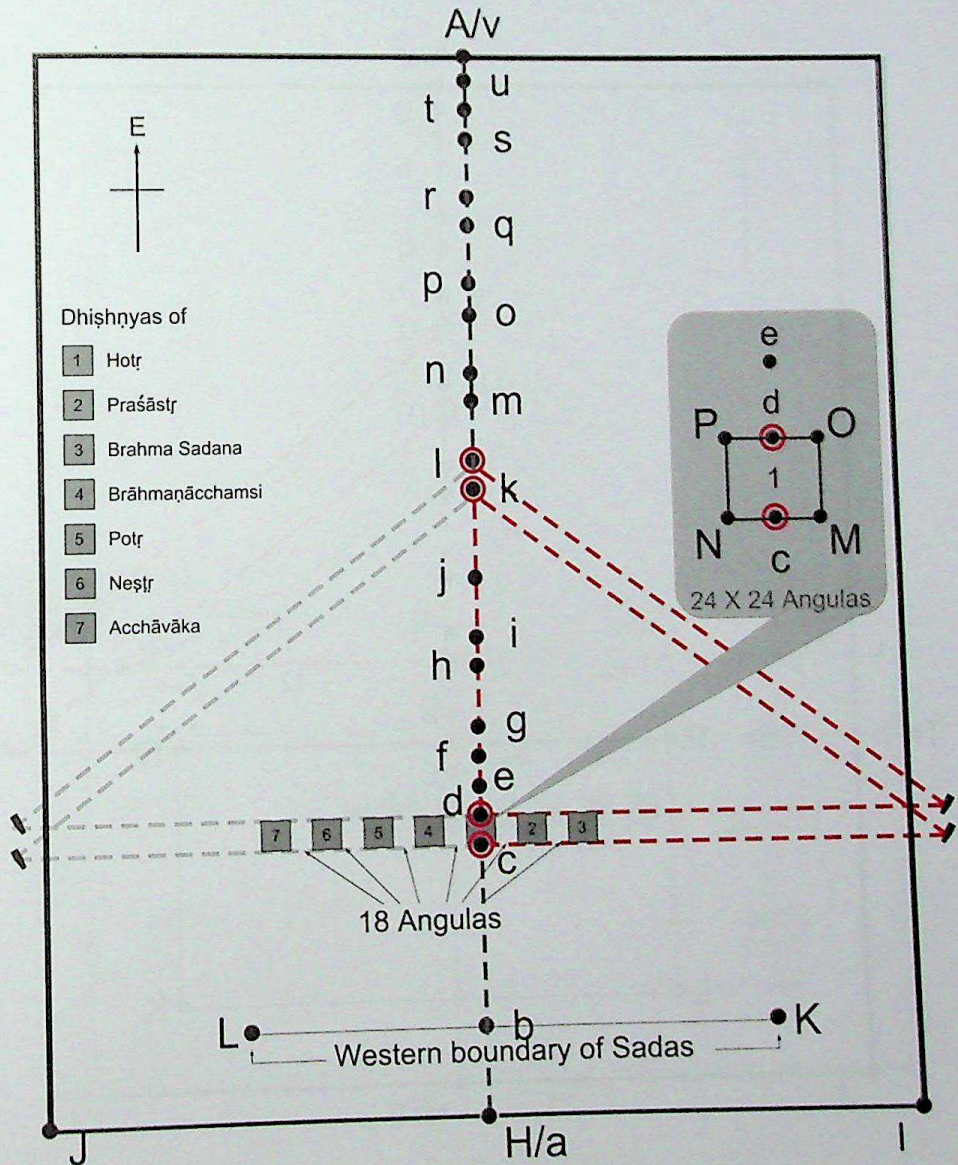 A/v
u
t
s
E
r
q
p
o
Dhiṣhṇyas of
1 Hotṛ
2 Praśāstṛ
3 Brahma Sadana
4 Brāhmaṇācchamsi
5 Potṛ
6 Neṣṭṛ
7 Acchāvāka
n
m
l
k
e
d
P
O
1
N
M
c
24 X 24 Angulas
j
i
h
g
f
e
d
7 6 5 4 2 3
c
18 Angulas
L
b
K
Western boundary of Sadas
J
H/a
I